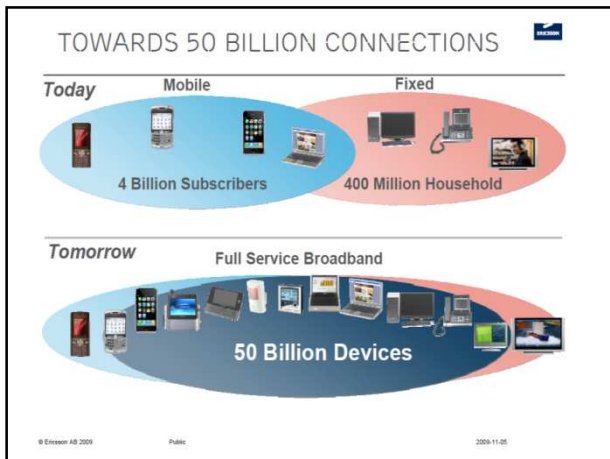 TOWARDS 50 BILLION CONNECTIONS
ERICSSON
Today
Mobile
Fixed
4 Billion Subscribers
400 Million Household
Tomorrow
Full Service Broadband
50 Billion Devices
© Ericsson AB 2009
Public
2009-11-05